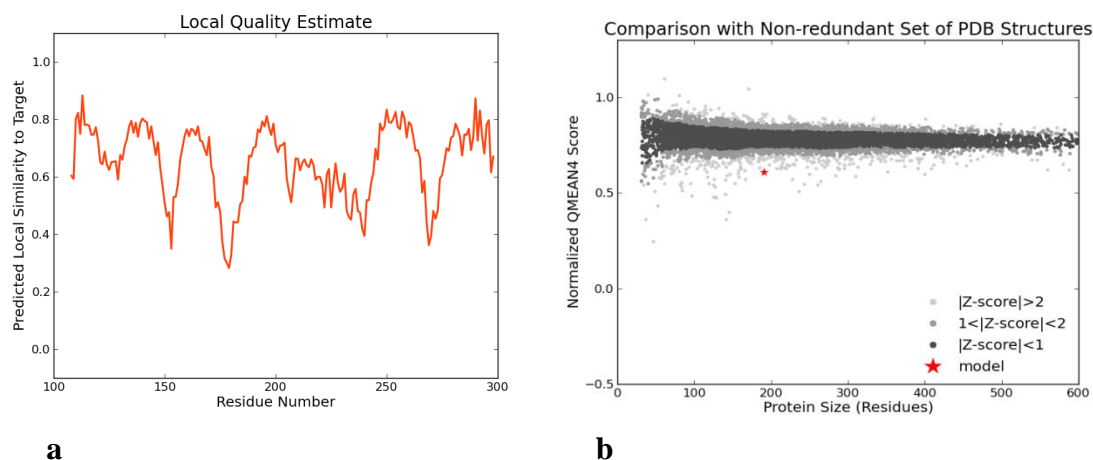 Local Quality Estimate
Predicted Local Similarity to Target
1.0
0.8
0.6
0.4
0.2
0.0
100 150 200 250 300
Residue Number
a
Comparison with Non-redundant Set of PDB Structures
Normalized QMEAN4 Score
1.0
0.5
0.0
−0.5
|Z-score|>2
1<|Z-score|<2
|Z-score|<1
model
0 100 200 300 400 500 600
Protein Size (Residues)
b